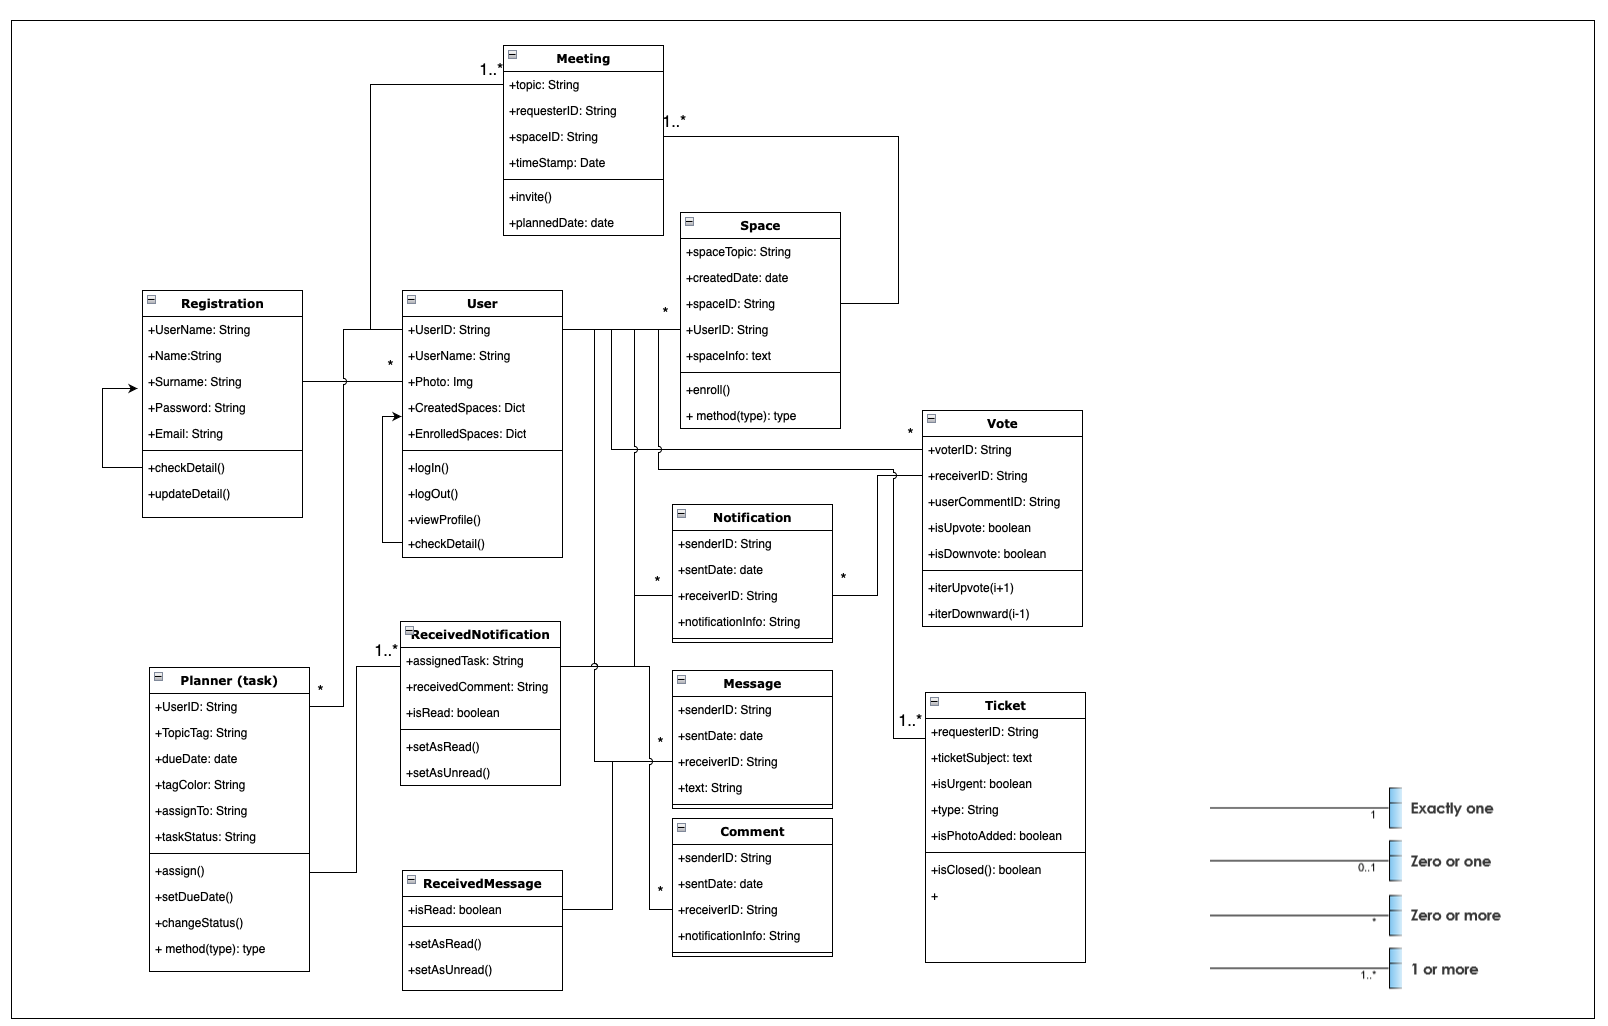 Meeting
1..*
+topic: String
+requesterID: String
+spaceID: String
+timeStamp: Date
+invite()
+plannedDate: date
1..*
Space
+spaceTopic: String
+createdDate: date
+spaceID: String
+UserID: String
+spaceInfo: text
+enroll()
+ method(type): type
*
Registration
+UserName: String
+Name:String
+Surname: String
+Password: String
+Email: String
+checkDetail()
+updateDetail()
*
User
+UserID: String
+UserName: String
+Photo: Img
+CreatedSpaces: Dict
+EnrolledSpaces: Dict
+logIn()
+logOut()
+viewProfile()
+checkDetail()
*
Vote
+voterID: String
+receiverID: String
+userCommentID: String
+isUpvote: boolean
+isDownvote: boolean
+iterUpvote(i+1)
+iterDownward(i-1)
Notification
+senderID: String
+sentDate: date
+receiverID: String
+notificationInfo: String
*
*
ReceivedNotification
1..*
+assignedTask: String
+receivedComment: String
+isRead: boolean
+setAsRead()
+setAsUnread()
Planner (task)
*
+UserID: String
+TopicTag: String
+dueDate: date
+tagColor: String
+assignTo: String
+taskStatus: String
+assign()
+setDueDate()
+changeStatus()
+ method(type): type
Message
+senderID: String
+sentDate: date
*
+receiverID: String
+text: String
Ticket
1..*
+requesterID: String
+ticketSubject: text
+isUrgent: boolean
+type: String
+isPhotoAdded: boolean
+isClosed(): boolean
+
Comment
+senderID: String
+sentDate: date
*
+receiverID: String
+notificationInfo: String
ReceivedMessage
+isRead: boolean
+setAsRead()
+setAsUnread()
1 Exactly one
0..1 Zero or one
* Zero or more
1..* 1 or more